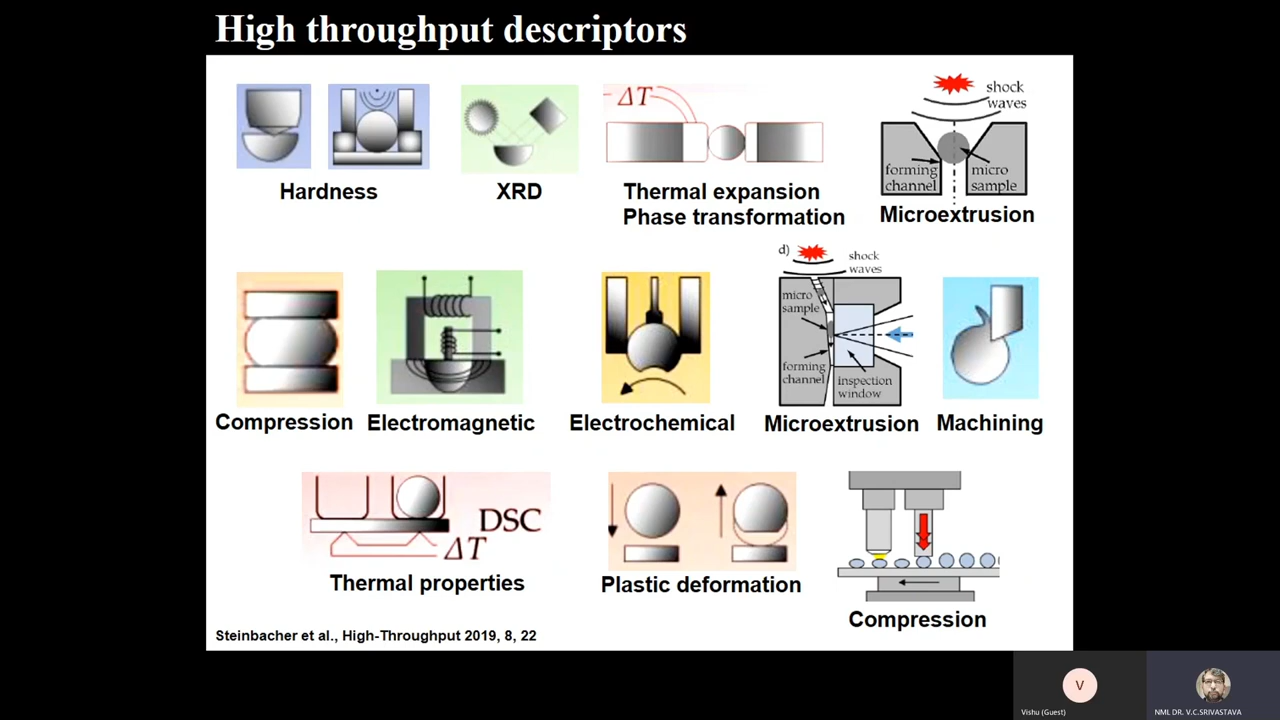 High throughput descriptors
Hardness
XRD
ΔT
Thermal expansion
Phase transformation
shock
waves
forming
channel
micro
sample
Microextrusion
Compression
Electromagnetic
Electrochemical
d)
shock
waves
micro
sample
forming
channel
inspection
window
Microextrusion
Machining
DSC
ΔT
Thermal properties
Plastic deformation
Compression
Steinbacher et al., High-Throughput 2019, 8, 22
V
Vishu (Guest)
NML DR. V.C.SRIVASTAVA